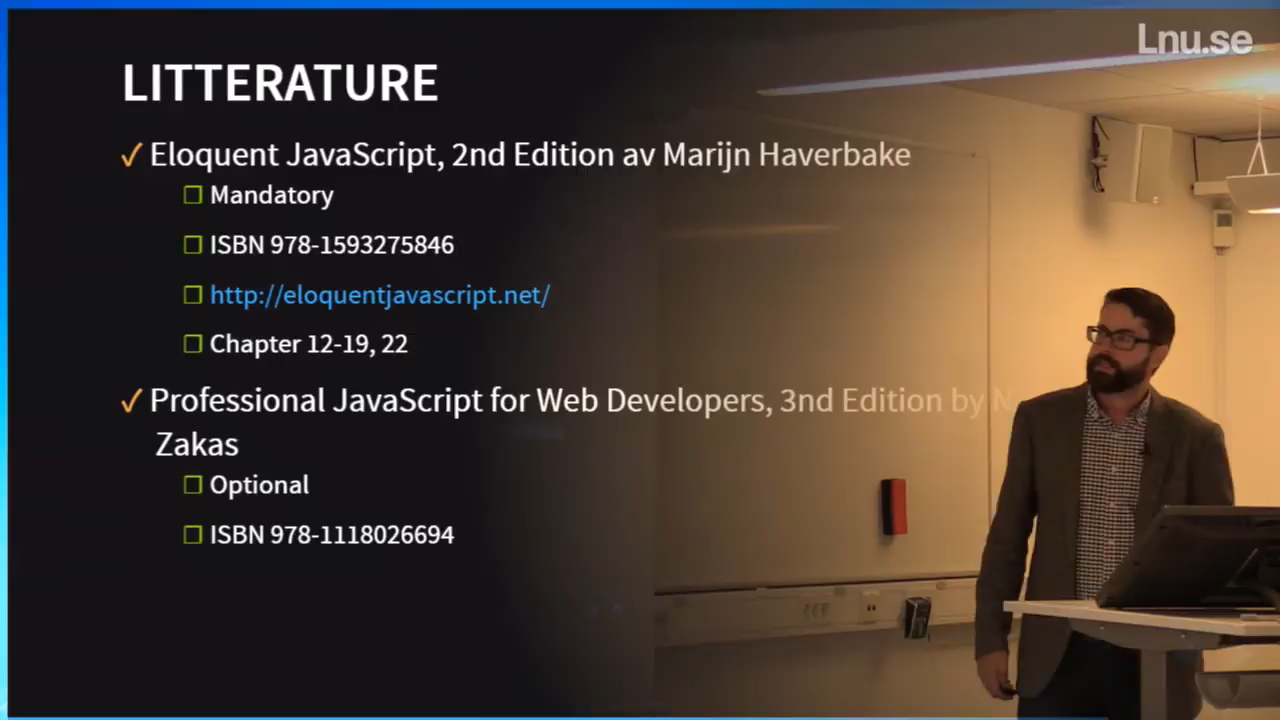 Lnu.se
LITTERATURE
✓ Eloquent JavaScript, 2nd Edition av Marijn Haverbake
❐ Mandatory
❐ ISBN 978-1593275846
❐ http://eloquentjavascript.net/
❐ Chapter 12-19, 22
✓ Professional JavaScript for Web Developers, 3nd Edition by N
Zakas
❐ Optional
❐ ISBN 978-1118026694